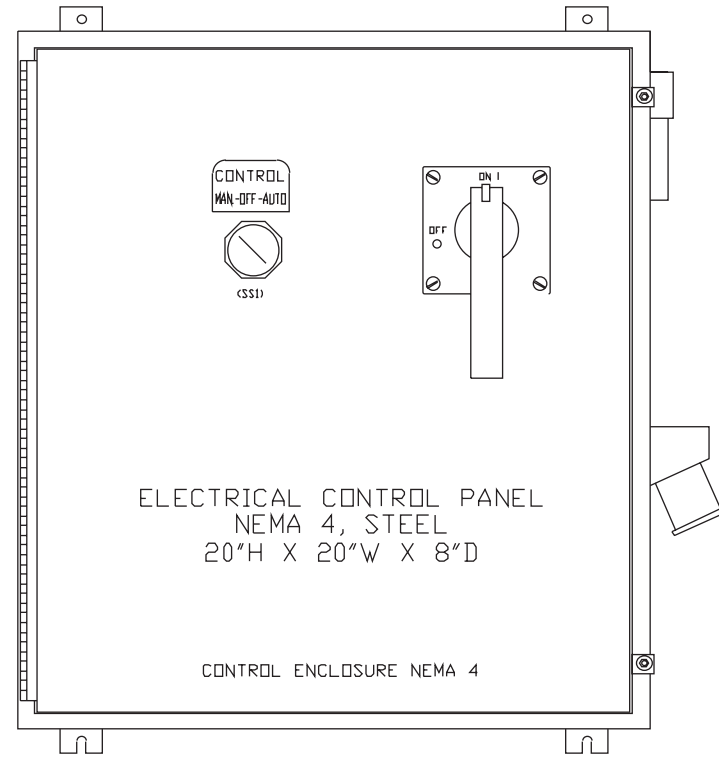 CONTROL
MAN.-OFF-AUTO
(SS1)
ON I
OFF
ELECTRICAL CONTROL PANEL
NEMA 4, STEEL
20"H X 20"W X 8"D
CONTROL ENCLOSURE NEMA 4